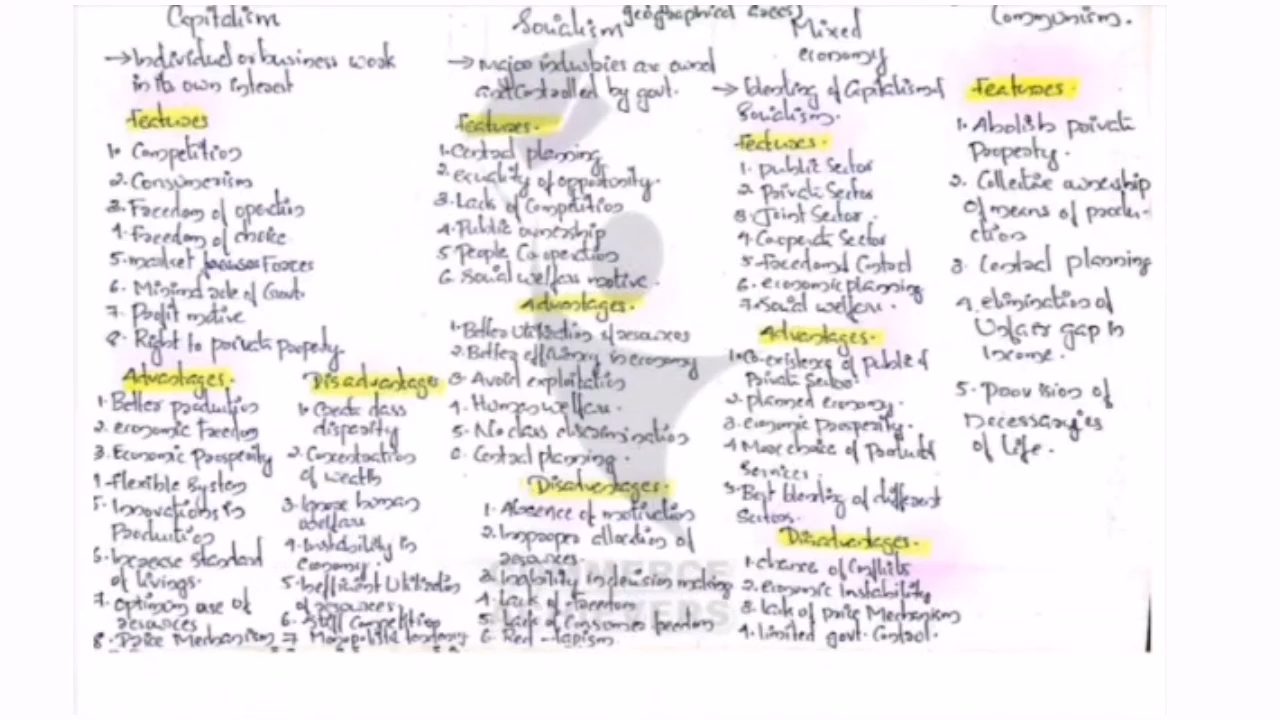 Capitalism
→ Individual or business work
in its own interest
Features
1. Competition
2. Consumerism
3. Freedom of operation
4. Freedom of choice
5. market Forces
6. Minimal role of Govt.
7. Profit motive
8. Right to private property.
Advantages.
1. Better production
2. economic freedom
3. Economic Prosperity
4. flexible System
5. Innovations in
Production
6. Increase Standard
of livings.
7. Optimum use of
resources
8. Price Mechanism
Disadvantages
1. Create class
disparity
2. Concentration
of wealth
3. Ignore human
welfare
4. Instability in
economy.
5. Inefficient Utilization
of resources
6. Stiff Competition
7. Monopolistic tendency
geographical areas)
Socialism
→ Major industries are owned
and Controlled by govt.
Features.
1. Central planning
2. equality of opportunity.
3. Lack of Competition
4. Public ownership
5. People Co-operation
6. Social welfare motive.
Advantages.
1. Better Utilization of resources
2. Better efficiency in economy
3. Avoid exploitation
4. Human welfare.
5. No class discrimination
6. Central planning.
Disadvantages.
1. Absence of motivation
2. Improper allocation of
resources.
3. Inability in decision making
4. Lack of freedom
5. Lack of Consumer freedom
6. Red-tapism.
COMMERCE
ACHIEVERS
Mixed
economy
→ blending of Capitalism &
Socialism.
Features.
1. public Sector
2. Private Sector
3. Joint Sector.
4. Cooperate Sector
5. Freedom & Control
6. economic planning
7. Social welfare.
Advantages.
1. Co-existence of public &
Private Sector
2. planned economy.
3. economic prosperity.
4. More choice of Product &
Services
5. Best blending of different
Sectors.
Disadvantages.
1. chance of Conflicts
2. economic Instability
3. lack of price Mechanism
4. limited govt. Control.
Communism.
Features.
1. Abolish private
Property.
2. Collective ownership
of means of produ-
ction
3. Central planning
4. elimination of
Unfair gap in
Income.
5. Provision of
necessary's
of life.